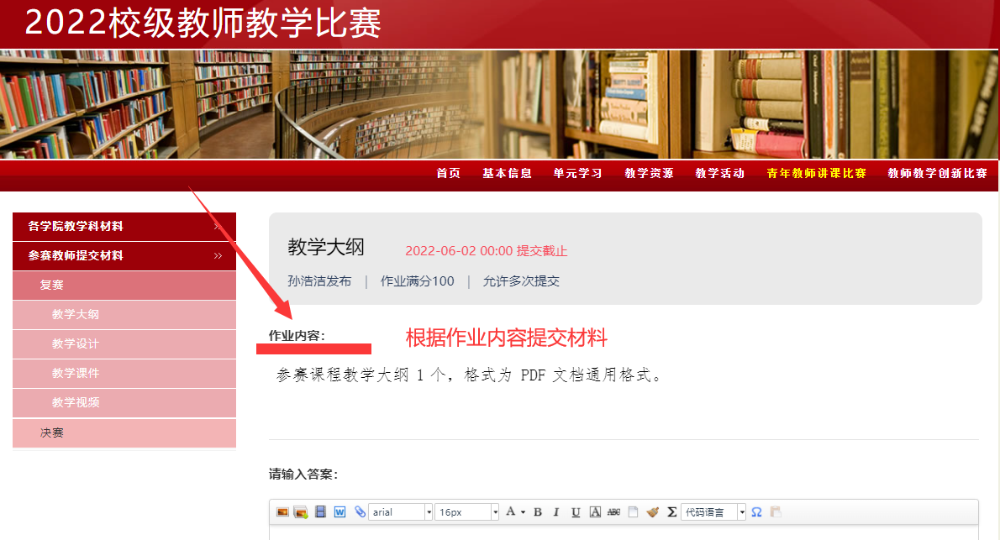 2022校级教师教学比赛
首页 基本信息 单元学习 教学资源 教学活动 青年教师讲课比赛 教师教学创新比赛
各学院教学科材料 >>
参赛教师提交材料 >>
复赛
教学大纲
教学设计
教学课件
教学视频
决赛
教学大纲 2022-06-02 00:00 提交截止
孙浩洁发布 | 作业满分100 | 允许多次提交
作业内容： 根据作业内容提交材料
参赛课程教学大纲 1 个，格式为 PDF 文档通用格式。
请输入答案：
arial 16px A B I U A ABC Σ 代码语言 Ω